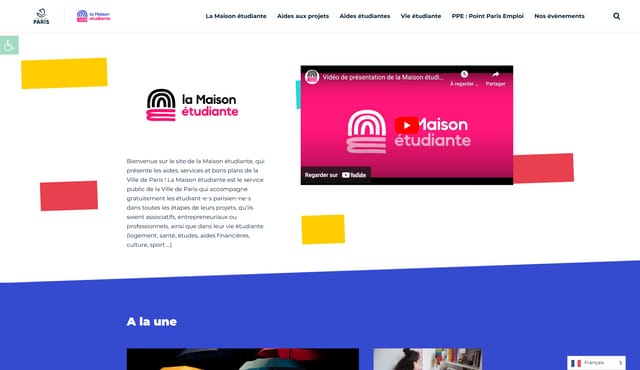 PARIS
la Maison
étudiante
La Maison étudiante
Aides aux projets
Aides étudiantes
Vie étudiante
PPE : Point Paris Emploi
Nos évènements
la Maison
étudiante
Vidéo de présentation de la Maison étudi...
À regarder ...
Partager
Maison
étudiante
Regarder sur YouTube
Bienvenue sur le site de la Maison étudiante, qui
présente les aides, services et bons plans de la
Ville de Paris ! La Maison étudiante est le service
public de la Ville de Paris qui accompagne
gratuitement les étudiant·e·s parisien·ne·s
dans toutes les étapes de leurs projets, qu'ils
soient associatifs, entrepreneuriaux ou
professionnels, ainsi que dans leur vie étudiante
(logement, santé, études, aides financières,
culture, sport ...)
A la une
Français